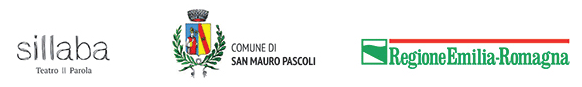 sillaba
Teatro || Parola
COMUNE DI
SAN MAURO PASCOLI
RegioneEmilia-Romagna